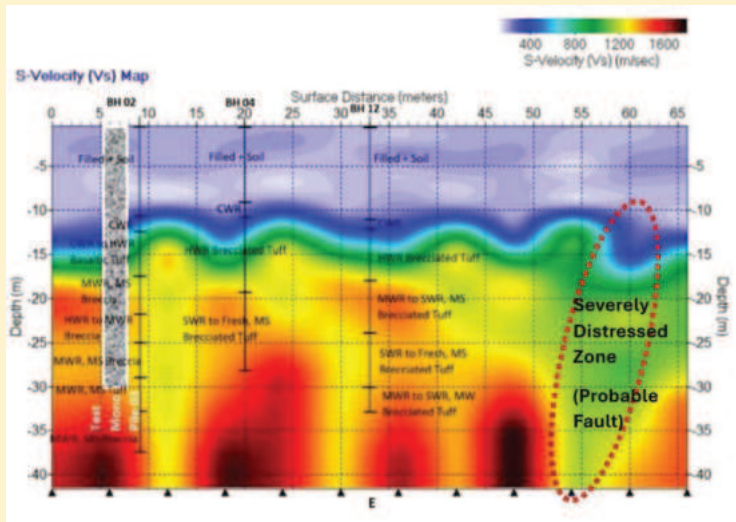 400 800 1200 1600
S-Velocity (Vs) (m/sec)
S-Velocity (Vs) Map
Surface Distance (meters)
BH 02 BH 04 BH 12
0 5 10 15 20 25 30 35 40 45 50 55 60 65
Depth (m)
-5
-10
-15
-20
-25
-30
-35
-40
Filled + Soil Filled + Soil Filled + Soil
CWR
HWR Brecciated Tuff
HWR Brecciated Tuff
MWR, MS
Breccia
HWR to MWR
Breccia
MWR, MS Breccia
MWR, MS Tuff
MWR, MS Breccia
SWR to Fresh, MS
Brecciated Tuff
MWR to SWR, MS
Brecciated Tuff
SWR to Fresh, MS
Brecciated Tuff
MWR to SWR, MW
Brecciated Tuff
Test
Severely
Distressed
Zone
(Probable
Fault)
-5
-10
-15
-20
-25
-30
-35
-40
Depth (m)
E